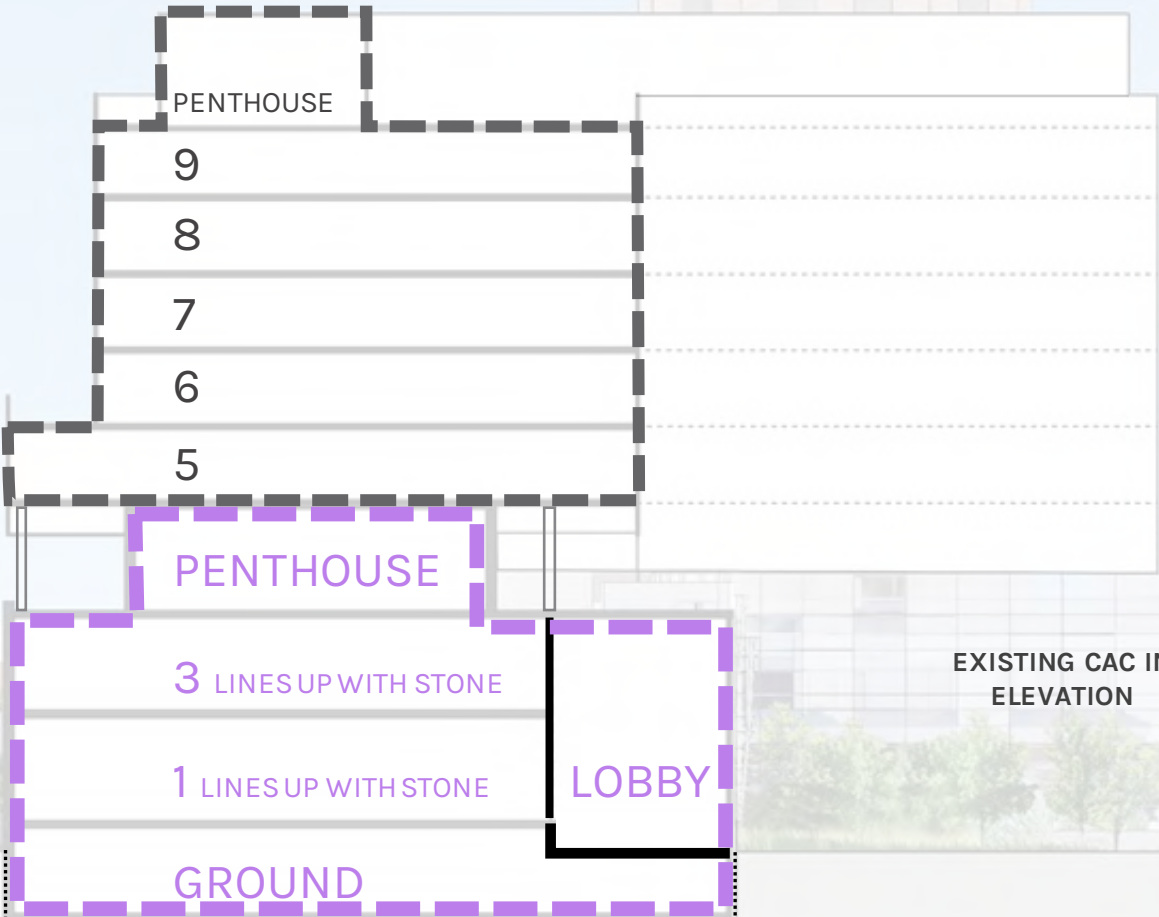 PENTHOUSE
9
8
7
6
5
PENTHOUSE
3 LINES UP WITH STONE
1 LINES UP WITH STONE
LOBBY
GROUND
EXISTING CAC IN
ELEVATION